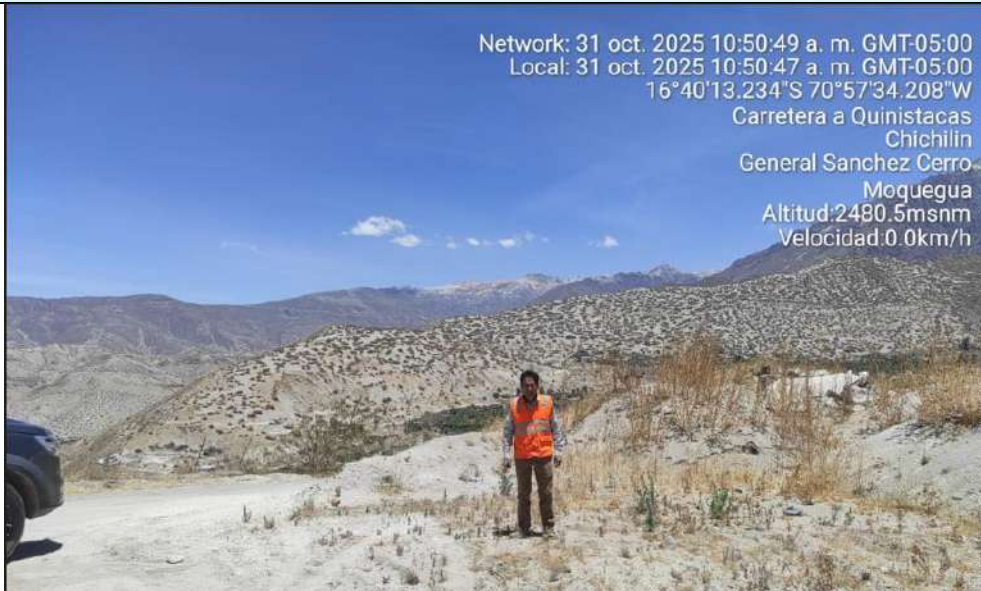 Network: 31 oct. 2025 10:50:49 a. m. GMT-05:00
Local: 31 oct. 2025 10:50:47 a. m. GMT-05:00
16°40'13.234"S 70°57'34.208"W
Carretera a Quinistacas
Chichilin
General Sanchez Cerro
Moquegua
Altitud:2480.5msnm
Velocidad:0.0km/h